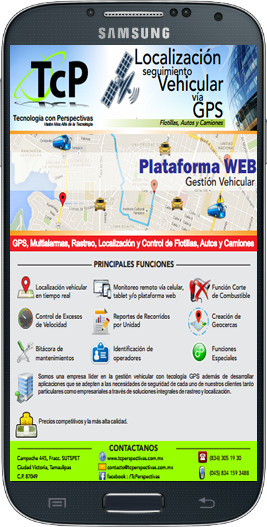 SAMSUNG
TcP
Tecnología con Perspectivas
Visión Mas Allá de la Tecnología
Localización
seguimiento
Vehicular
vía
GPS
Flotillas, Autos y Camiones
Plataforma WEB
Gestión Vehicular
GPS, Multialarmas, Rastreo, Localización y Control de Flotillas, Autos y Camiones
PRINCIPALES FUNCIONES
Localización vehicular
en tiempo real
Monitoreo remoto via celular,
tablet y/o plataforma web
Función Corte
de Combustible
Control de Excesos
de Velocidad
Reportes de Recorridos
por Unidad
Creación de
Geocercas
Bitácora de
mantenimientos
Identificación de
operadores
Funciones
Especiales
Somos una empresa líder en la gestión vehicular con tecología GPS además de desarrollar
aplicaciones que se adapten a las necesidades de seguridad de cada uno de nuestros clientes tanto
particulares como empresariales a través de soluciones integrales de rastreo y localización.
Precios competitivos y la más alta calidad.
CONTACTANOS
Campeche 445, Fracc. SUTSPET
Ciudad Victoria, Tamaulipas
C.P. 87049
www.tcperspectivas.com.mx
contacto@tcperspectivas.com.mx
facebook : /TcPerspectivas
(834) 305 19 30
(045) 834 159 3488